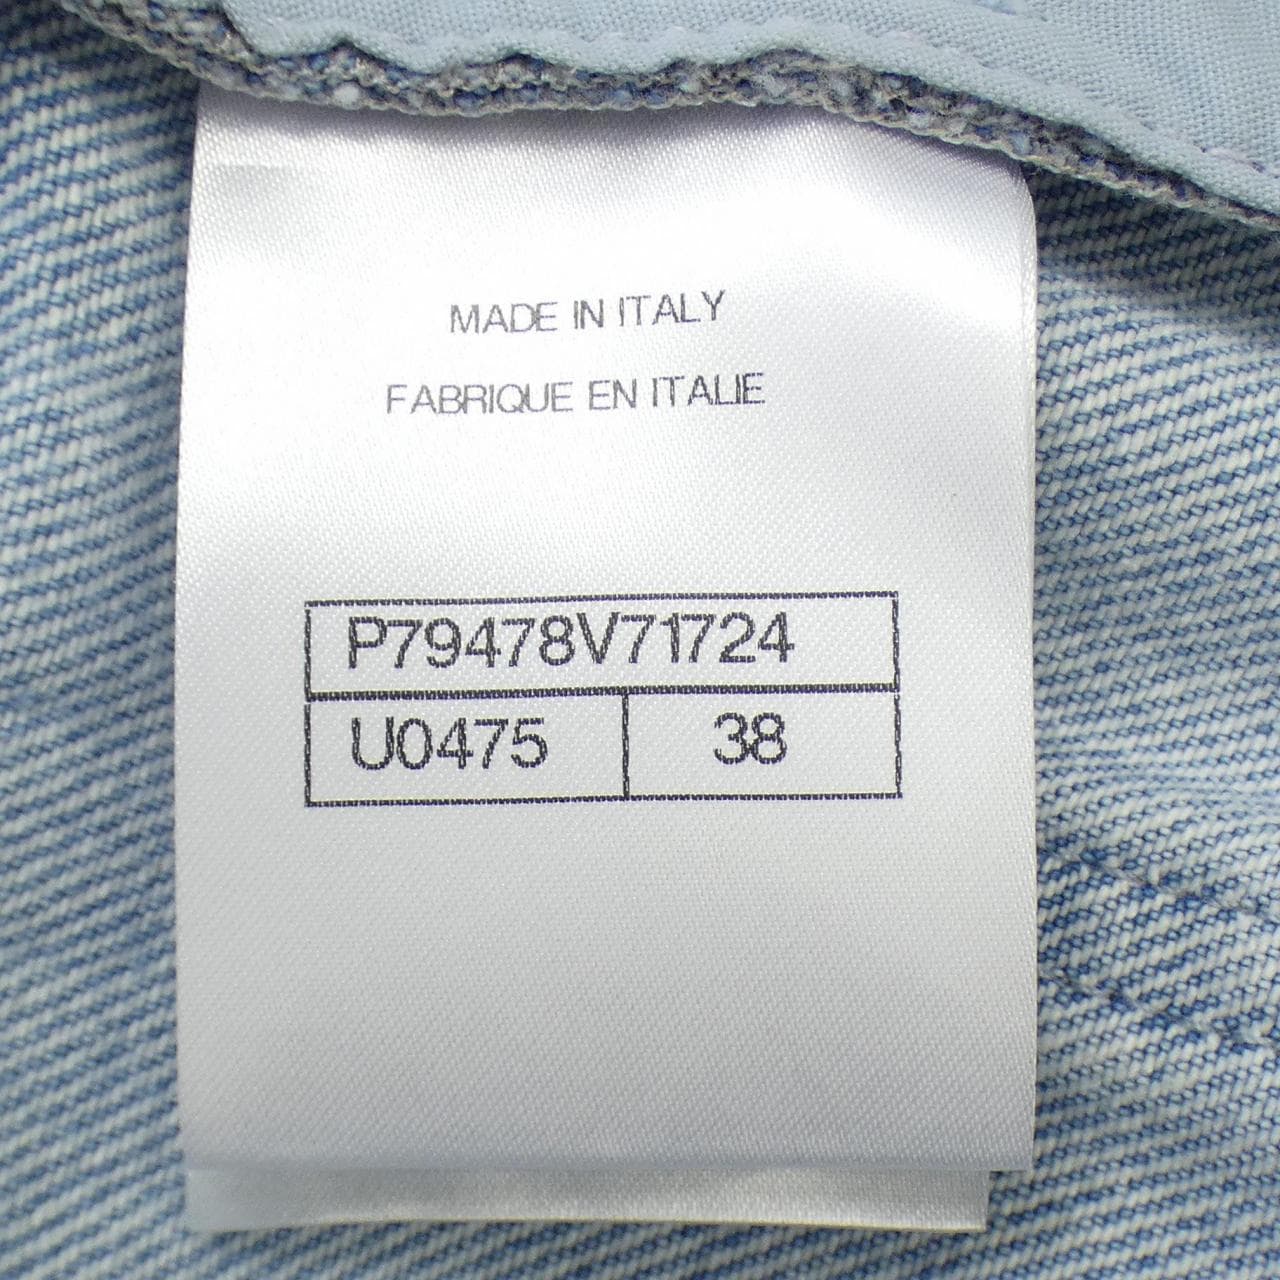 MADE IN ITALY
FABRIQUE EN ITALIE
P79478V71724
U0475 38